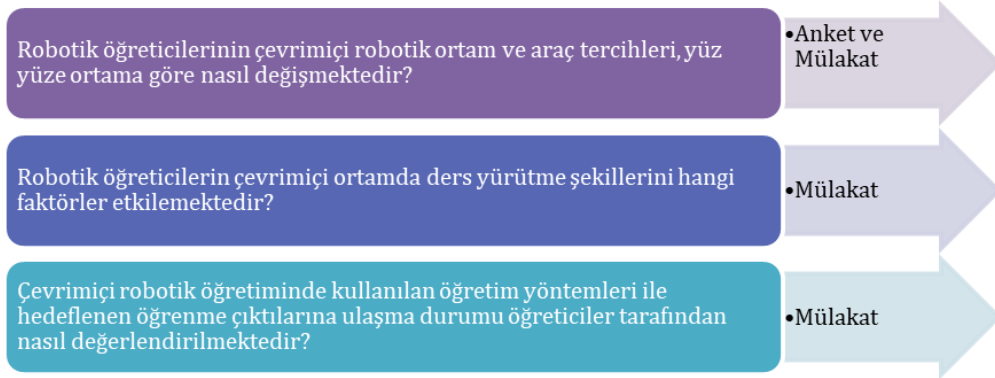 Robotik öğreticilerinin çevrimiçi robotik ortam ve araç tercihleri, yüz
yüze ortama göre nasıl değişmektedir?
•Anket ve
Mülakat
Robotik öğreticilerin çevrimiçi ortamda ders yürütme şekillerini hangi
faktörler etkilemektedir?
•Mülakat
Çevrimiçi robotik öğretiminde kullanılan öğretim yöntemleri ile
hedeflenen öğrenme çıktılarına ulaşma durumu öğreticiler tarafından
nasıl değerlendirilmektedir?
•Mülakat